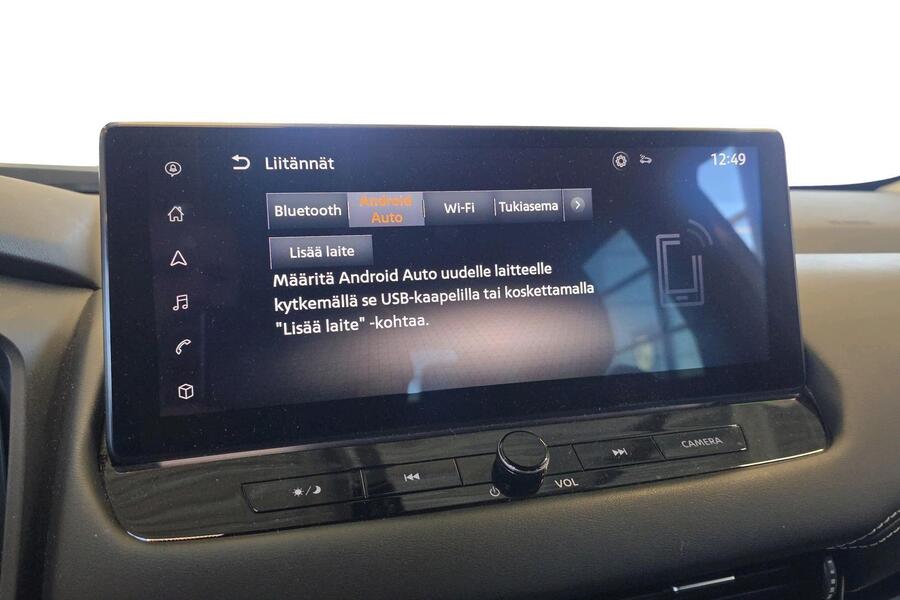 Liitännät
12:49
Bluetooth
Android
Auto
Wi-Fi
Tukiasema
Lisää laite
Määritä Android Auto uudelle laitteelle
kytkemällä se USB-kaapelilla tai koskettamalla
"Lisää laite" -kohtaa.
CAMERA
VOL